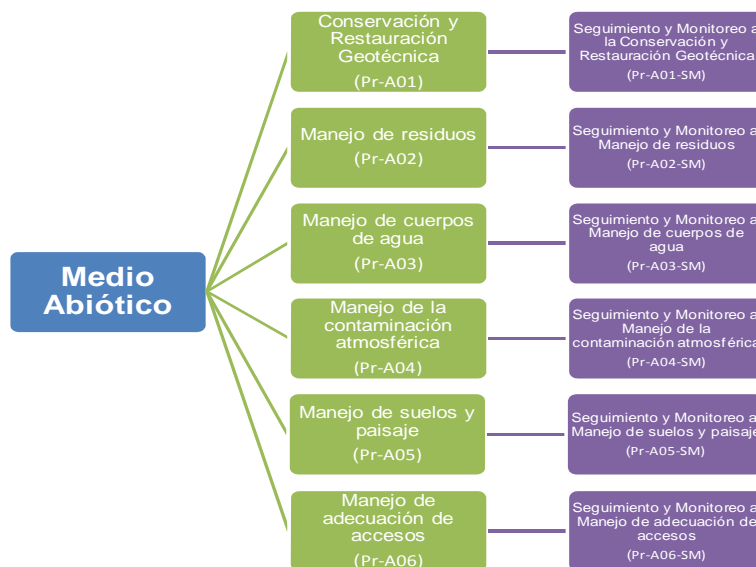 Medio
Abiótico
Conservación y
Restauración
Geotécnica
(Pr-A01)
Seguimiento y Monitoreo a
la Conservación y
Restauración Geotécnica
(Pr-A01-SM)
Manejo de residuos
(Pr-A02)
Seguimiento y Monitoreo a
Manejo de residuos
(Pr-A02-SM)
Manejo de cuerpos
de agua
(Pr-A03)
Seguimiento y Monitoreo a
Manejo de cuerpos de
agua
(Pr-A03-SM)
Manejo de la
contaminación
atmosférica
(Pr-A04)
Seguimiento y Monitoreo a
Manejo de la
contaminación atmosférica
(Pr-A04-SM)
Manejo de suelos y
paisaje
(Pr-A05)
Seguimiento y Monitoreo a
Manejo de suelos y paisaje
(Pr-A05-SM)
Manejo de
adecuación de
accesos
(Pr-A06)
Seguimiento y Monitoreo a
Manejo de adecuación de
accesos
(Pr-A06-SM)